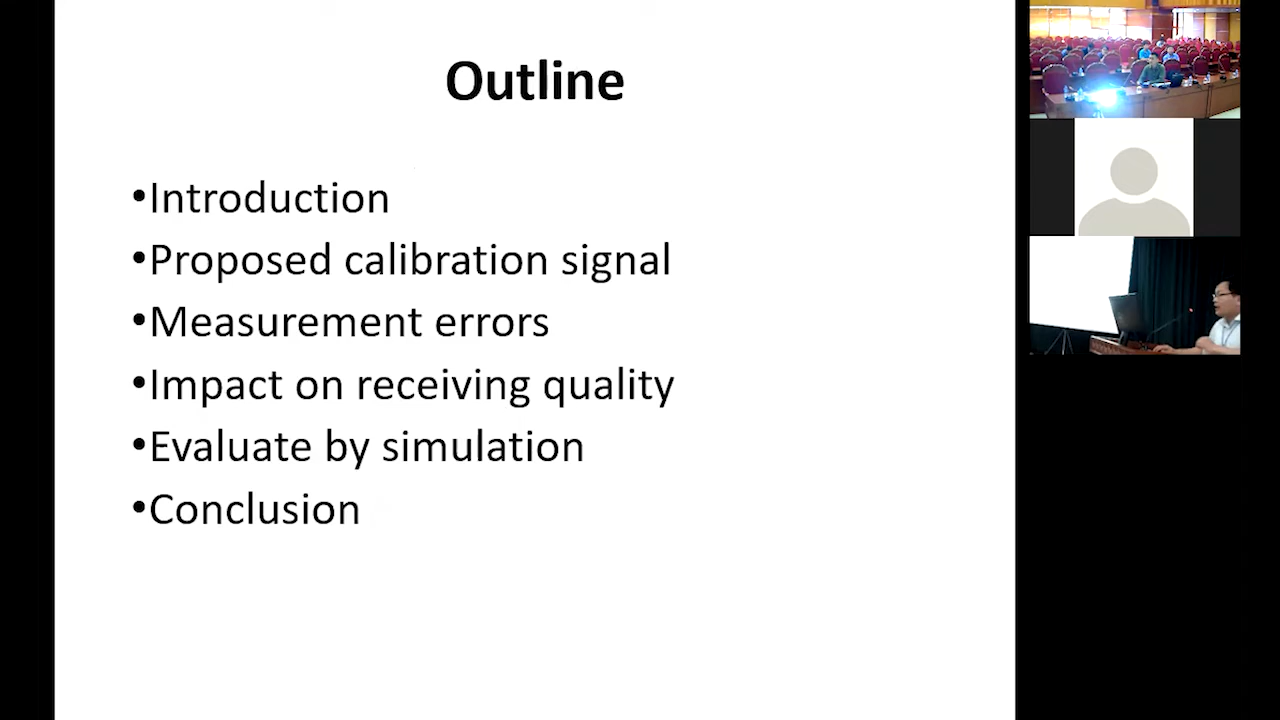 Outline
•Introduction
•Proposed calibration signal
•Measurement errors
•Impact on receiving quality
•Evaluate by simulation
•Conclusion